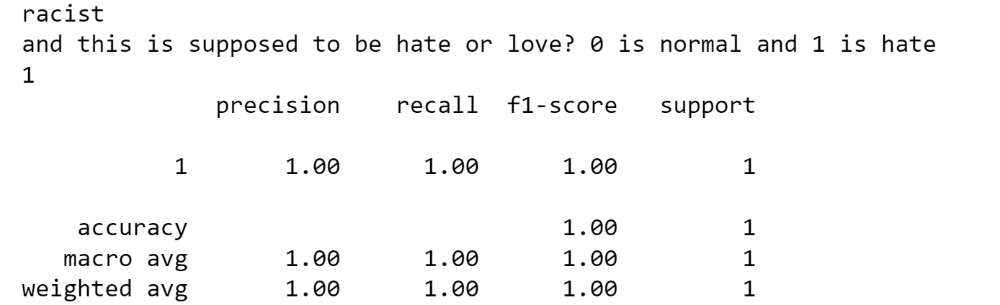 racist
and this is supposed to be hate or love? 0 is normal and 1 is hate
1
precision recall f1-score support
1 1.00 1.00 1.00 1
accuracy 1.00 1
macro avg 1.00 1.00 1.00 1
weighted avg 1.00 1.00 1.00 1